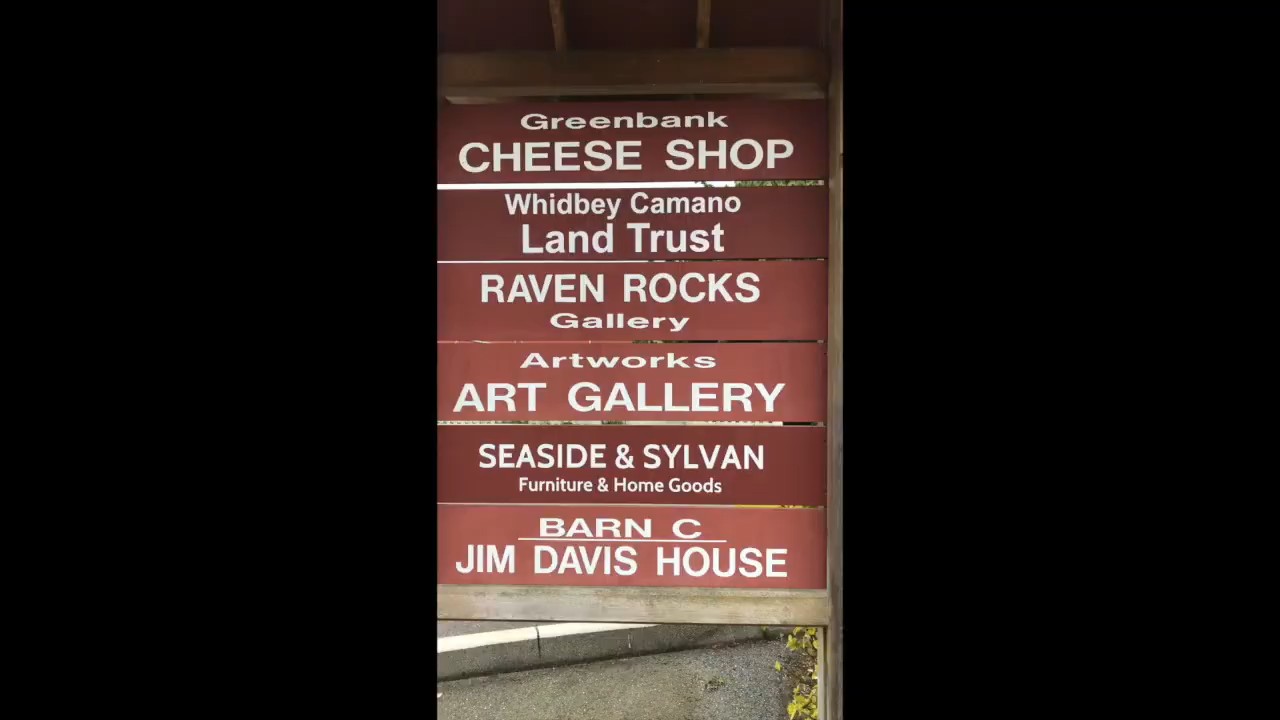 Greenbank
CHEESE SHOP
Whidbey Camano
Land Trust
RAVEN ROCKS
Gallery
Artworks
ART GALLERY
SEASIDE & SYLVAN
Furniture & Home Goods
BARN C
JIM DAVIS HOUSE